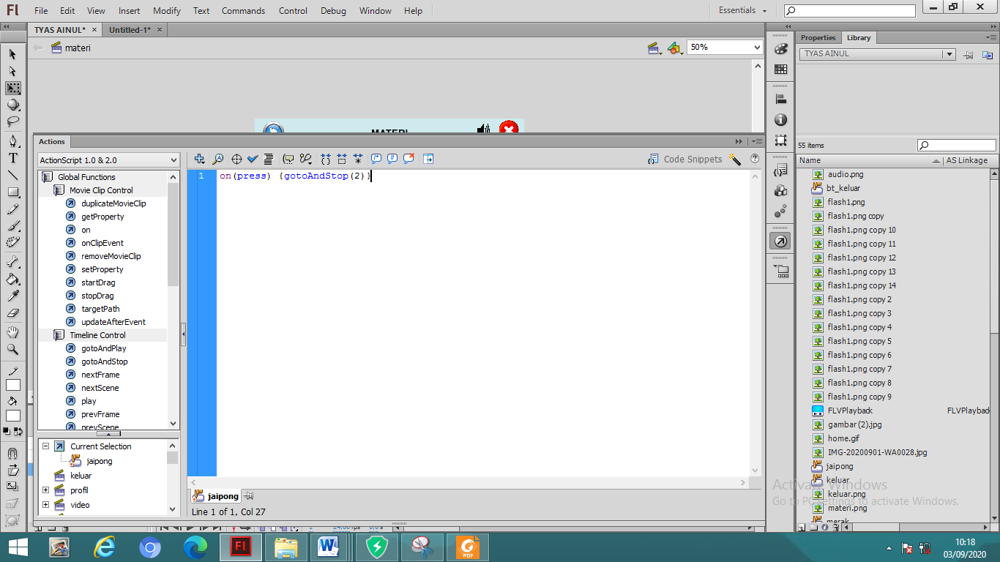 Fl File Edit View Insert Modify Text Commands Control Debug Window Help Essentials
TYAS AINUL* × Untitled-1* ×
materi 50%
MATERI
Actions
ActionScript 1.0 & 2.0
Code Snippets
Global Functions
Movie Clip Control
duplicateMovieClip
getProperty
on
onClipEvent
removeMovieClip
setProperty
startDrag
stopDrag
targetPath
updateAfterEvent
Timeline Control
gotoAndPlay
gotoAndStop
nextFrame
nextScene
play
prevFrame
prevScene
Current Selection
jaipong
keluar
profil
video
1 on(press) {gotoAndStop(2)}
jaipong
Line 1 of 1, Col 27
Properties Library
TYAS AINUL
55 items
Name AS Linkage
audio.png
bt_keluar
flash1.png
flash1.png copy
flash1.png copy 10
flash1.png copy 11
flash1.png copy 12
flash1.png copy 13
flash1.png copy 14
flash1.png copy 2
flash1.png copy 3
flash1.png copy 4
flash1.png copy 5
flash1.png copy 6
flash1.png copy 7
flash1.png copy 8
flash1.png copy 9
FLVPlayback FLVPlayback
gambar (2).jpg
home.gif
IMG-20200901-WA0028.jpg
jaipong
keluar
keluar.png
materi.png
merak
Activate Windows
Go to PC settings to activate Windows.
Fl
W
PDF
10:18
03/09/2020